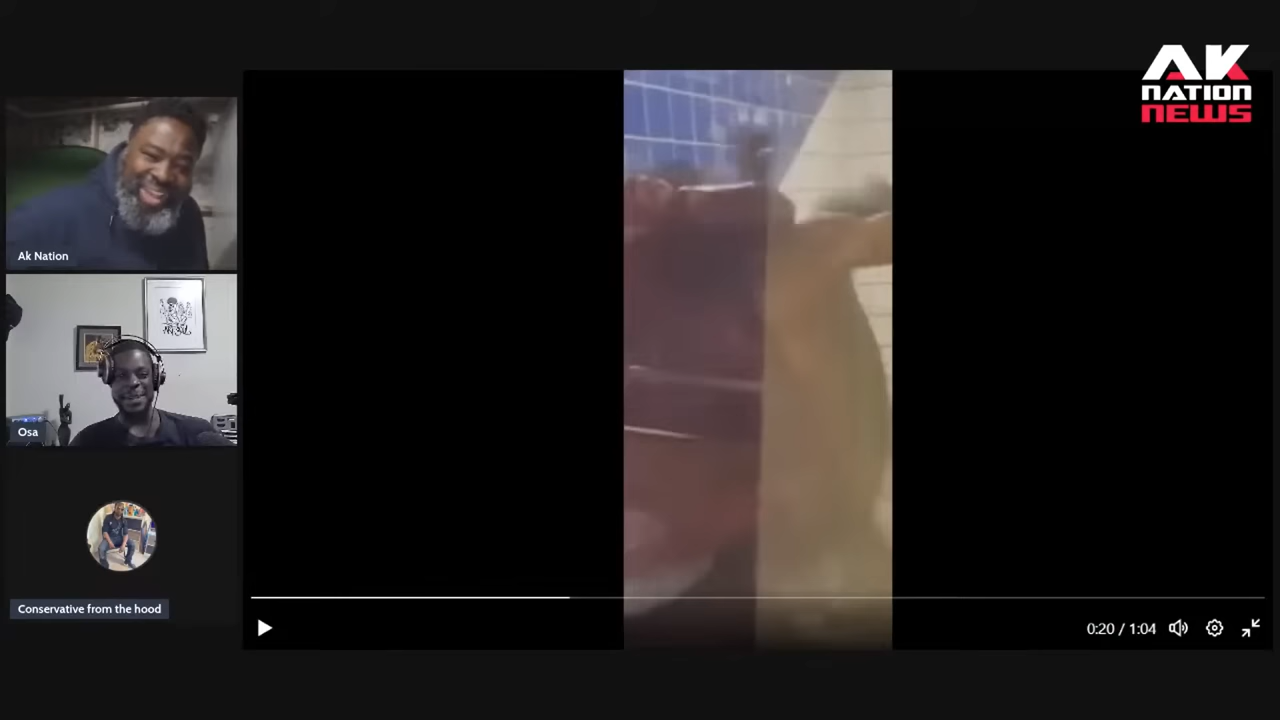 AK
NATION
NEWS
Ak Nation
Osa
Conservative from the hood
0:20 / 1:04